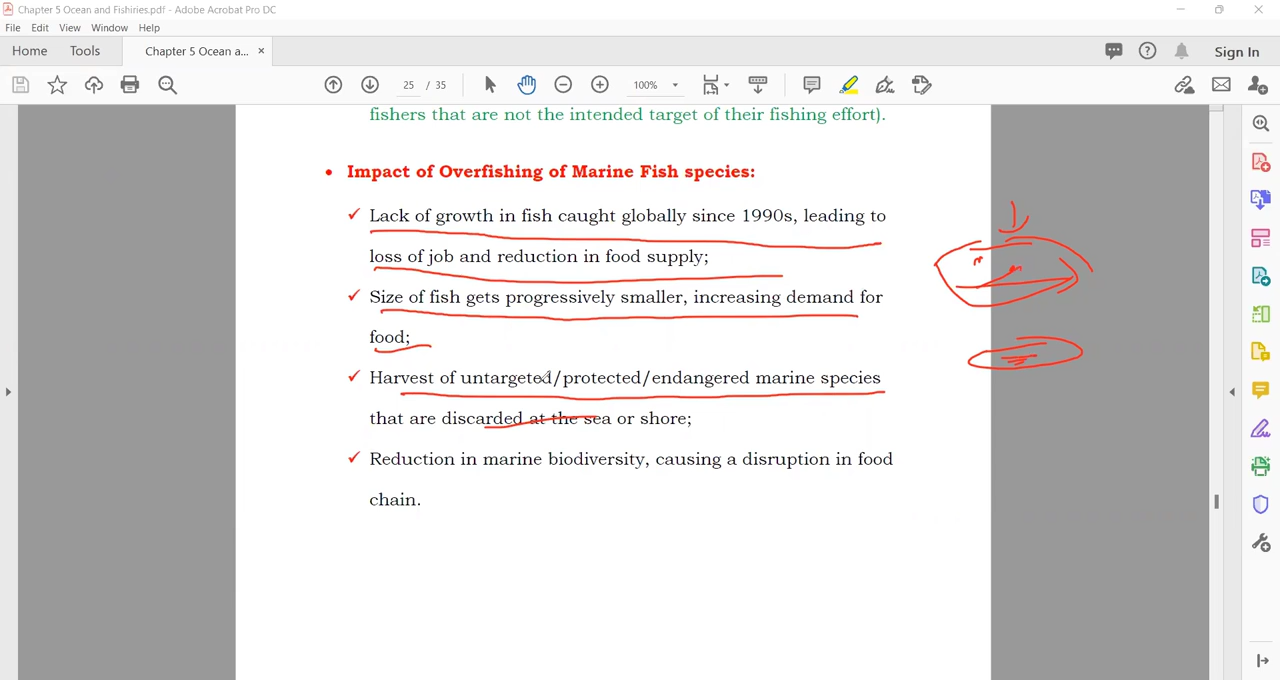 Chapter 5 Ocean and Fishiries.pdf - Adobe Acrobat Pro DC
File Edit View Window Help
Home Tools Chapter 5 Ocean a... × Sign In
25 / 35 100%
fishers that are not the intended target of their fishing effort).
• Impact of Overfishing of Marine Fish species:
✓ Lack of growth in fish caught globally since 1990s, leading to
loss of job and reduction in food supply;
✓ Size of fish gets progressively smaller, increasing demand for
food;
✓ Harvest of untargeted/protected/endangered marine species
that are discarded at the sea or shore;
✓ Reduction in marine biodiversity, causing a disruption in food
chain.